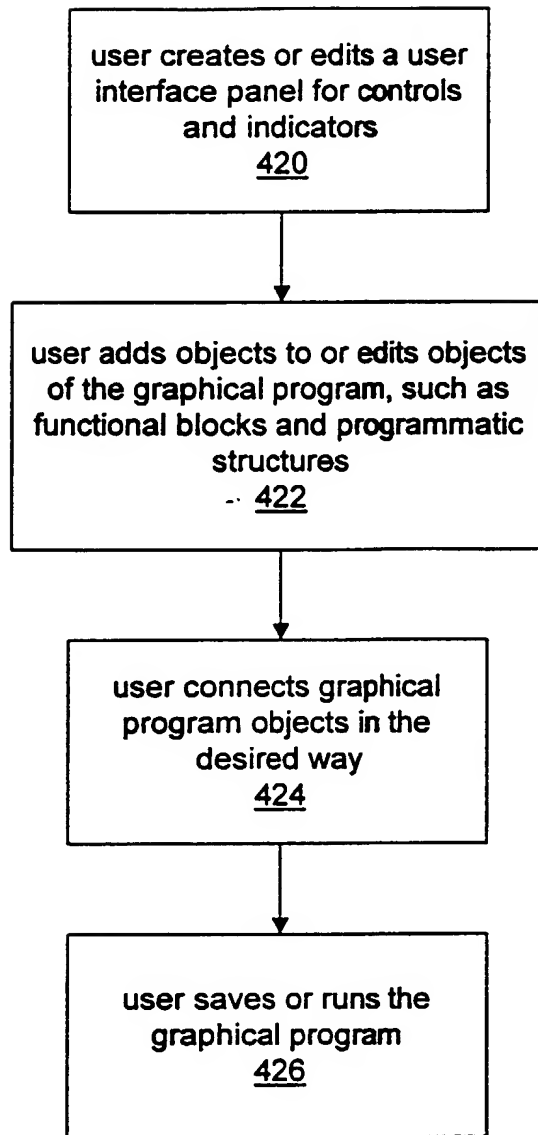 user creates or edits a user
interface panel for controls
and indicators
420
user adds objects to or edits objects
of the graphical program, such as
functional blocks and programmatic
structures
422
user connects graphical
program objects in the
desired way
424
user saves or runs the
graphical program
426